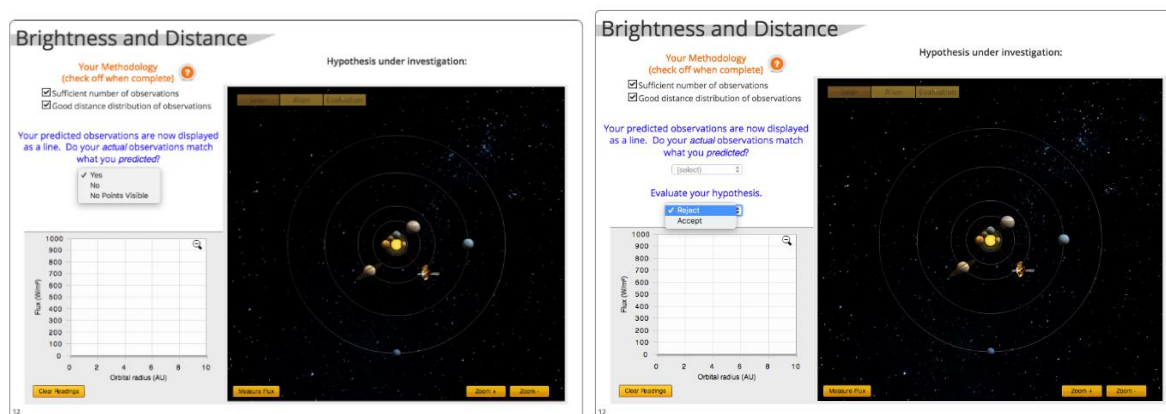 Brightness and Distance
Your Methodology
(check off when complete)
?
Hypothesis under investigation:
Sufficient number of observations
Good distance distribution of observations
Your predicted observations are now displayed
as a line. Do your actual observations match
what you predicted?
Yes
No
No Points Visible
Evaluation
1000
900
800
700
600
500
400
300
200
100
0
Flux (W/m²)
0 2 4 6 8 10
Orbital radius (AU)
Clear Readings
Measure Flux
Zoom +
Zoom -
12
Brightness and Distance
Your Methodology
(check off when complete)
?
Hypothesis under investigation:
Sufficient number of observations
Good distance distribution of observations
Your predicted observations are now displayed
as a line. Do your actual observations match
what you predicted?
(select)
Evaluate your hypothesis.
Reject
Accept
Evaluation
1000
900
800
700
600
500
400
300
200
100
0
Flux (W/m²)
0 2 4 6 8 10
Orbital radius (AU)
Clear Readings
Measure Flux
Zoom +
Zoom -
12